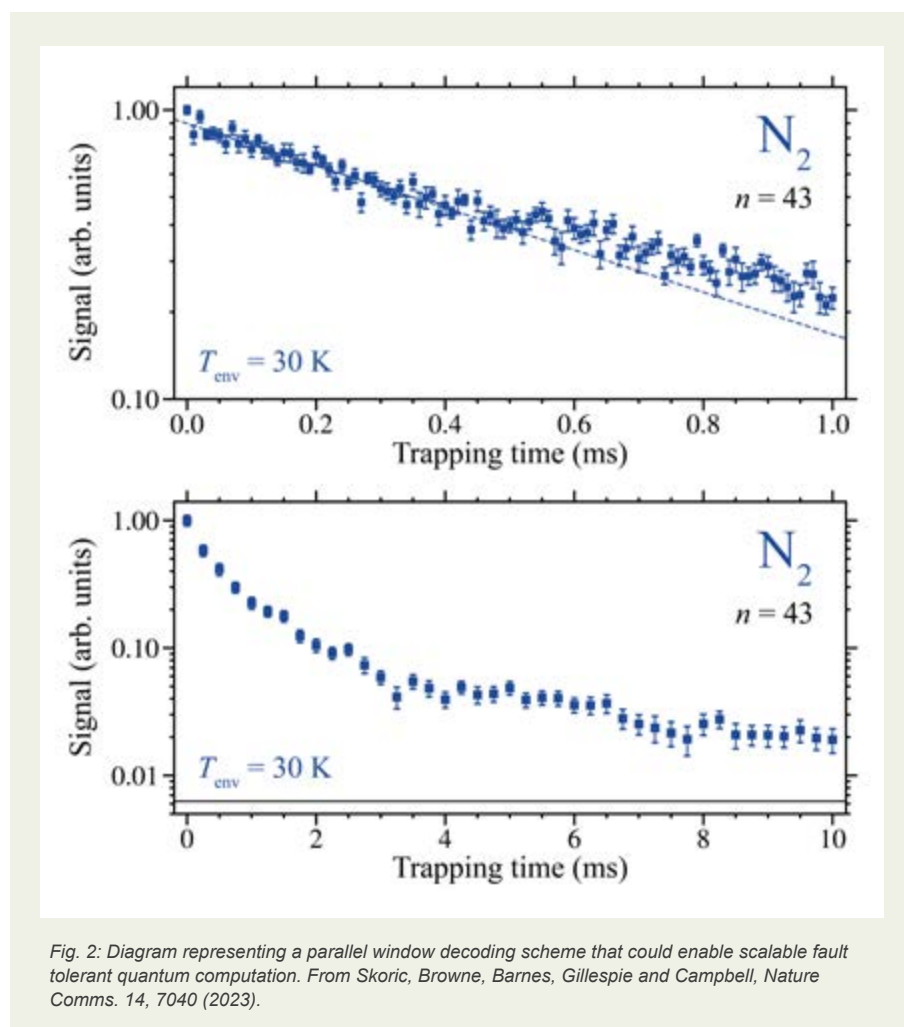 1.00
N2
n = 43
Signal (arb. units)
Tenv = 30 K
0.10
0.0 0.2 0.4 0.6 0.8 1.0
Trapping time (ms)
1.00
N2
n = 43
0.10
Signal (arb. units)
Tenv = 30 K
0.01
0 2 4 6 8 10
Trapping time (ms)
Fig. 2: Diagram representing a parallel window decoding scheme that could enable scalable fault
tolerant quantum computation. From Skoric, Browne, Barnes, Gillespie and Campbell, Nature
Comms. 14, 7040 (2023).